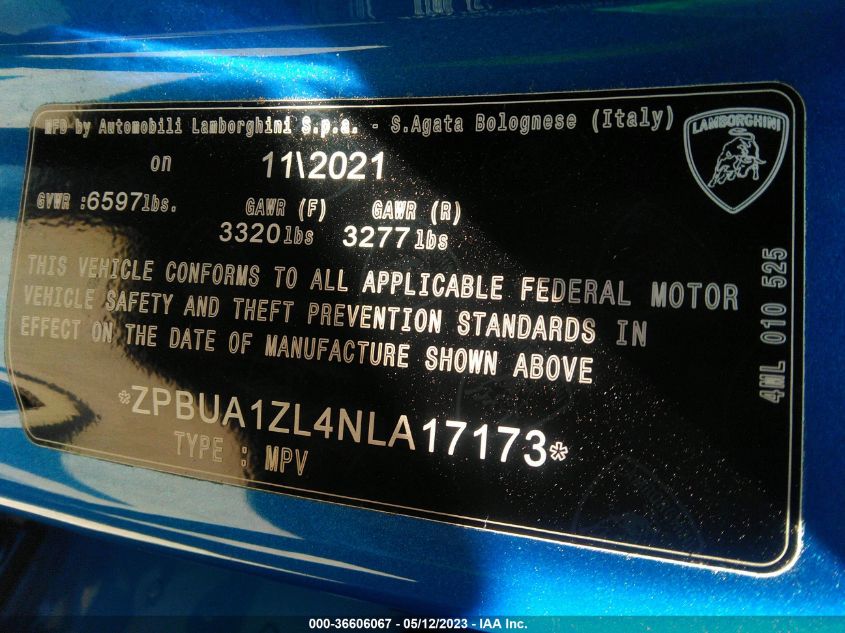 MFD by Automobili Lamborghini S.p.a. - S.Agata Bolognese (Italy)
LAMBORGHINI
on 11\2021
GVWR :6597lbs. GAWR (F) GAWR (R)
3320lbs 3277lbs
THIS VEHICLE CONFORMS TO ALL APPLICABLE FEDERAL MOTOR
VEHICLE SAFETY AND THEFT PREVENTION STANDARDS IN
EFFECT ON THE DATE OF MANUFACTURE SHOWN ABOVE
*ZPBUA1ZL4NLA17173*
TYPE : MPV
4ML 010 525
000-36606067 - 05/12/2023 - IAA Inc.